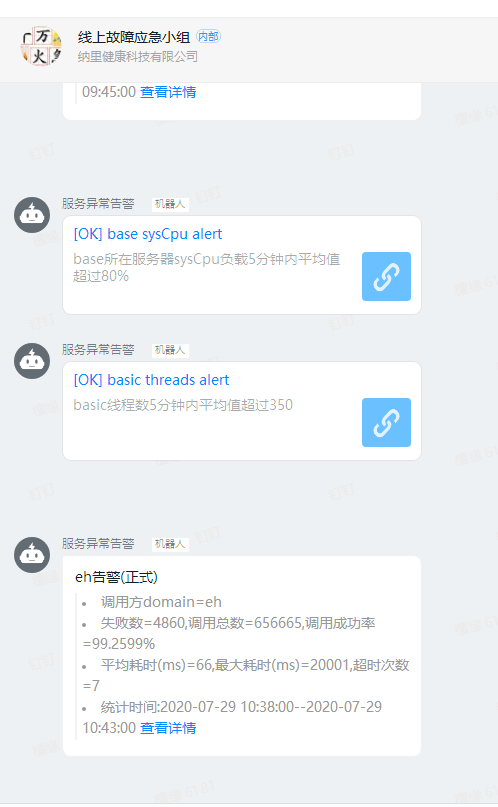 线上故障应急小组 内部
纳里健康科技有限公司
09:45:00 查看详情
服务异常告警 机器人
[OK] base sysCpu alert
base所在服务器sysCpu负载5分钟内平均值
超过80%
服务异常告警 机器人
[OK] basic threads alert
basic线程数5分钟内平均值超过350
服务异常告警 机器人
eh告警(正式)
• 调用方domain=eh
• 失败数=4860,调用总数=656665,调用成功率
=99.2599%
• 平均耗时(ms)=66,最大耗时(ms)=20001,超时次数
=7
• 统计时间:2020-07-29 10:38:00--2020-07-29
10:43:00 查看详情